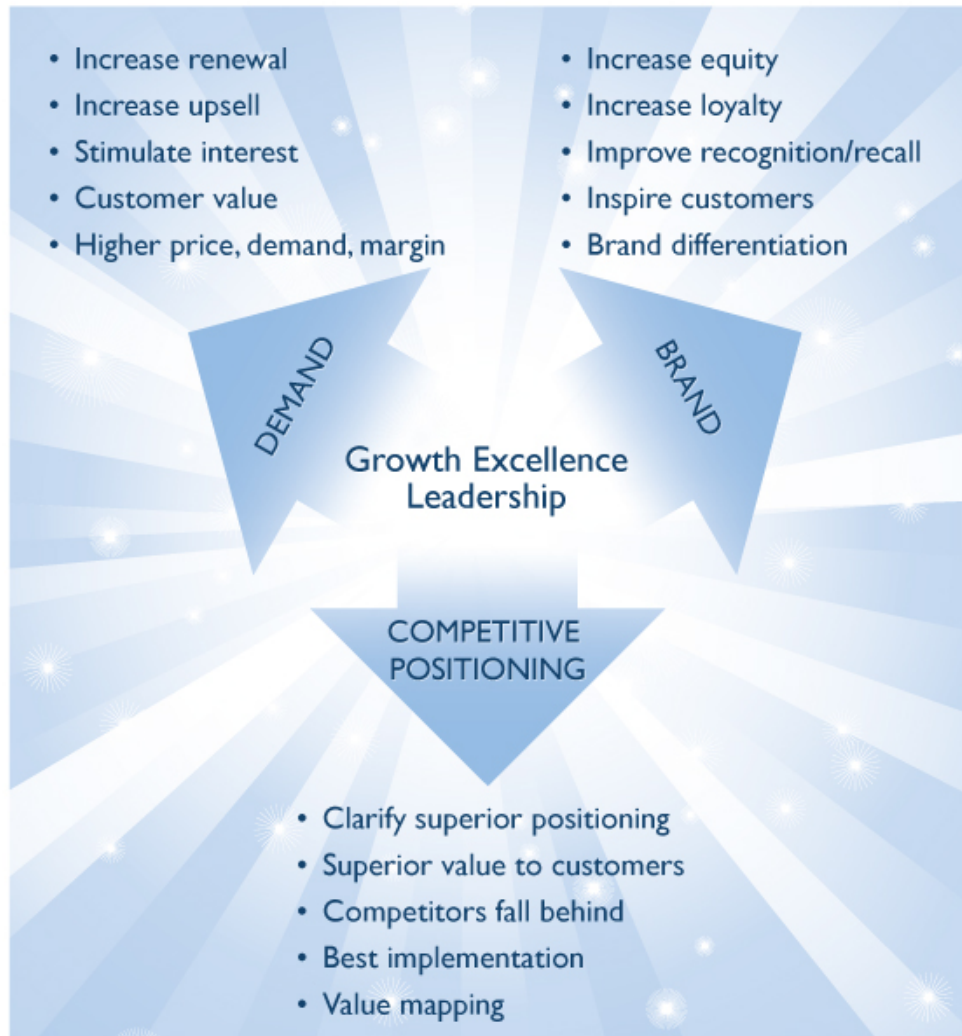 • Increase renewal
• Increase upsell
• Stimulate interest
• Customer value
• Higher price, demand, margin
• Increase equity
• Increase loyalty
• Improve recognition/recall
• Inspire customers
• Brand differentiation
DEMAND
BRAND
Growth Excellence
Leadership
COMPETITIVE
POSITIONING
• Clarify superior positioning
• Superior value to customers
• Competitors fall behind
• Best implementation
• Value mapping